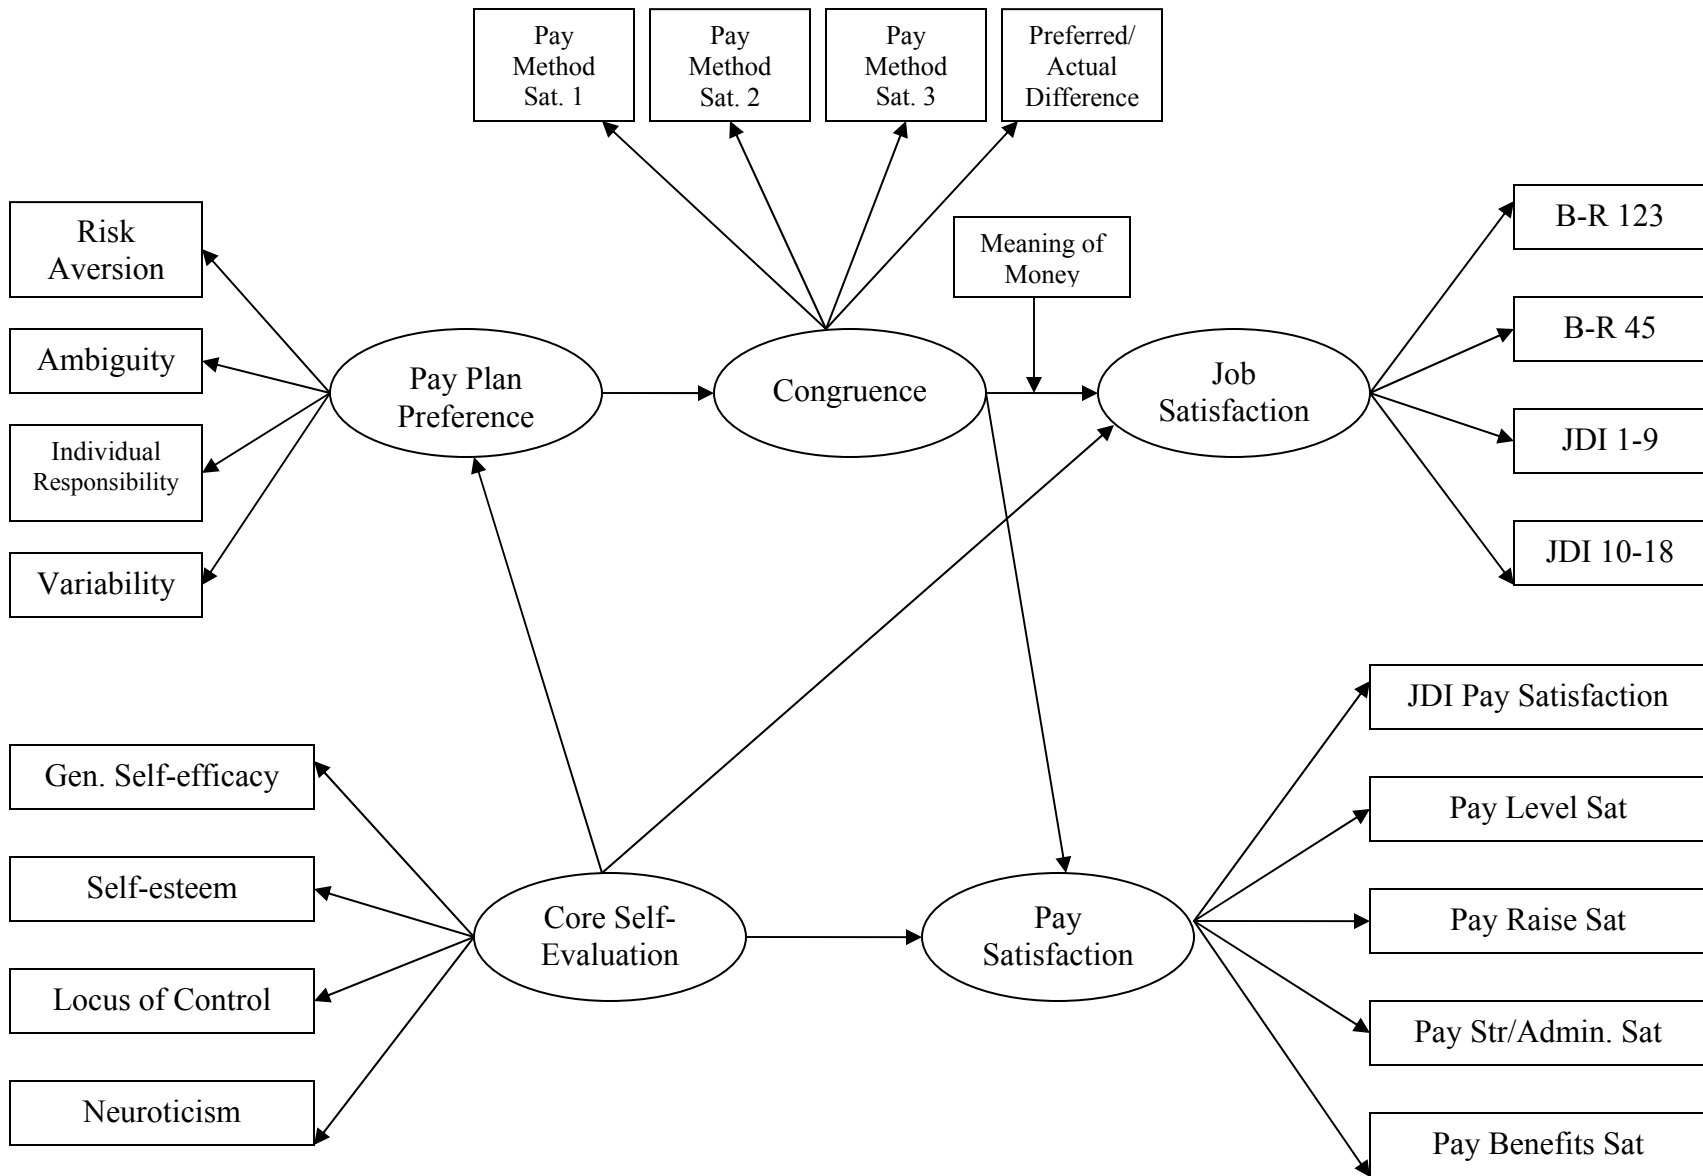 Pay
Method
Sat. 1
Pay
Method
Sat. 2
Pay
Method
Sat. 3
Preferred/
Actual
Difference
Risk
Aversion
Ambiguity
Individual
Responsibility
Variability
Pay Plan
Preference
Congruence
Meaning of
Money
Job
Satisfaction
B-R 123
B-R 45
JDI 1-9
JDI 10-18
Gen. Self-efficacy
Self-esteem
Locus of Control
Neuroticism
Core Self-
Evaluation
Pay
Satisfaction
JDI Pay Satisfaction
Pay Level Sat
Pay Raise Sat
Pay Str/Admin. Sat
Pay Benefits Sat